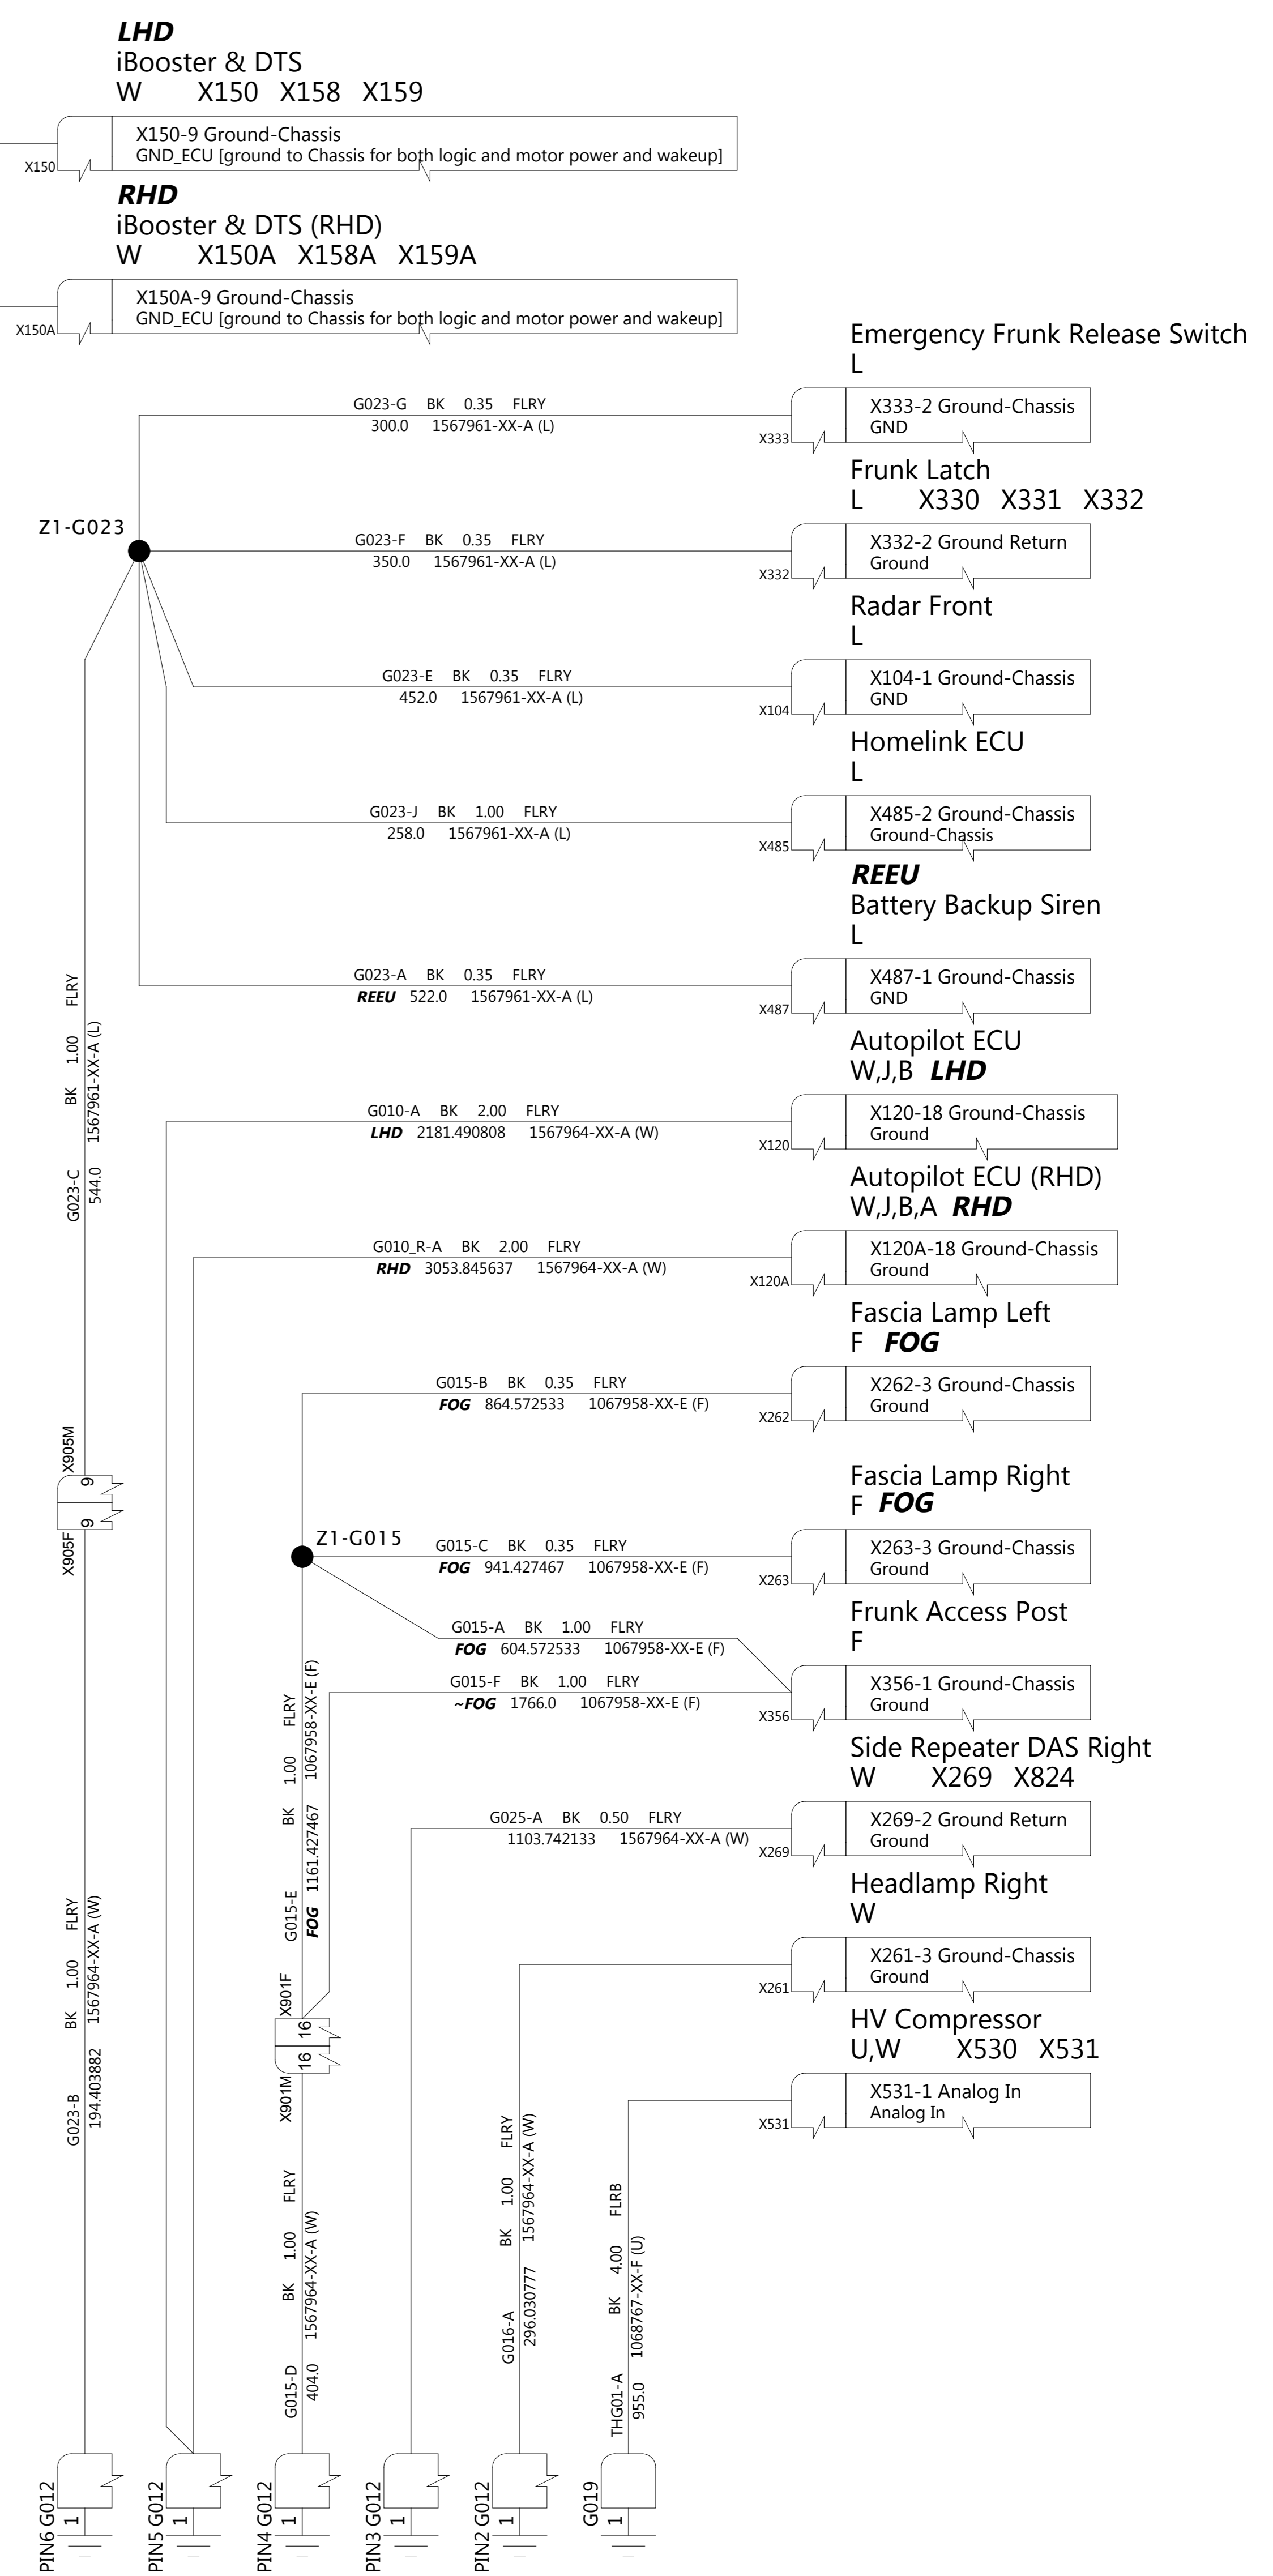 LHD
iBooster & DTS
W X150 X158 X159
X150-9 Ground-Chassis
GND_ECU [ground to Chassis for both logic and motor power and wakeup]
X150
RHD
iBooster & DTS (RHD)
W X150A X158A X159A
X150A-9 Ground-Chassis
GND_ECU [ground to Chassis for both logic and motor power and wakeup]
X150A
Emergency Frunk Release Switch
L
G023-G BK 0.35 FLRY
300.0 1567961-XX-A (L)
X333
X333-2 Ground-Chassis
GND
Frunk Latch
L X330 X331 X332
Z1-G023
G023-F BK 0.35 FLRY
350.0 1567961-XX-A (L)
X332
X332-2 Ground Return
Ground
Radar Front
L
G023-E BK 0.35 FLRY
452.0 1567961-XX-A (L)
X104
X104-1 Ground-Chassis
GND
Homelink ECU
L
G023-J BK 1.00 FLRY
258.0 1567961-XX-A (L)
X485
X485-2 Ground-Chassis
Ground-Chassis
REEU
Battery Backup Siren
L
G023-A BK 0.35 FLRY
REEU 522.0 1567961-XX-A (L)
X487
X487-1 Ground-Chassis
GND
G023-C BK 1.00 FLRY
544.0 1567961-XX-A (L)
Autopilot ECU
W,J,B LHD
G010-A BK 2.00 FLRY
LHD 2181.490808 1567964-XX-A (W)
X120
X120-18 Ground-Chassis
Ground
Autopilot ECU (RHD)
W,J,B,A RHD
G010_R-A BK 2.00 FLRY
RHD 3053.845637 1567964-XX-A (W)
X120A
X120A-18 Ground-Chassis
Ground
Fascia Lamp Left
F FOG
G015-B BK 0.35 FLRY
FOG 864.572533 1067958-XX-E (F)
X262
X262-3 Ground-Chassis
Ground
X905M
9
9
X905F
Fascia Lamp Right
F FOG
Z1-G015
G015-C BK 0.35 FLRY
FOG 941.427467 1067958-XX-E (F)
X263
X263-3 Ground-Chassis
Ground
Frunk Access Post
F
G015-A BK 1.00 FLRY
FOG 604.572533 1067958-XX-E (F)
G015-F BK 1.00 FLRY
~FOG 1766.0 1067958-XX-E (F)
X356
X356-1 Ground-Chassis
Ground
G015-E BK 1.00 FLRY
FOG 1161.427467 1067958-XX-E (F)
Side Repeater DAS Right
W X269 X824
G025-A BK 0.50 FLRY
1103.742133 1567964-XX-A (W)
X269
X269-2 Ground Return
Ground
Headlamp Right
W
X261
X261-3 Ground-Chassis
Ground
G023-B BK 1.00 FLRY
194.403882 1567964-XX-A (W)
X901F
16
16
X901M
HV Compressor
U,W X530 X531
X531
X531-1 Analog In
Analog In
G015-D BK 1.00 FLRY
404.0 1567964-XX-A (W)
G016-A BK 1.00 FLRY
296.030777 1567964-XX-A (W)
THG01-A BK 4.00 FLRB
955.0 1068767-XX-F (U)
PIN6 G012
1
PIN5 G012
1
PIN4 G012
1
PIN3 G012
1
PIN2 G012
1
G019
1